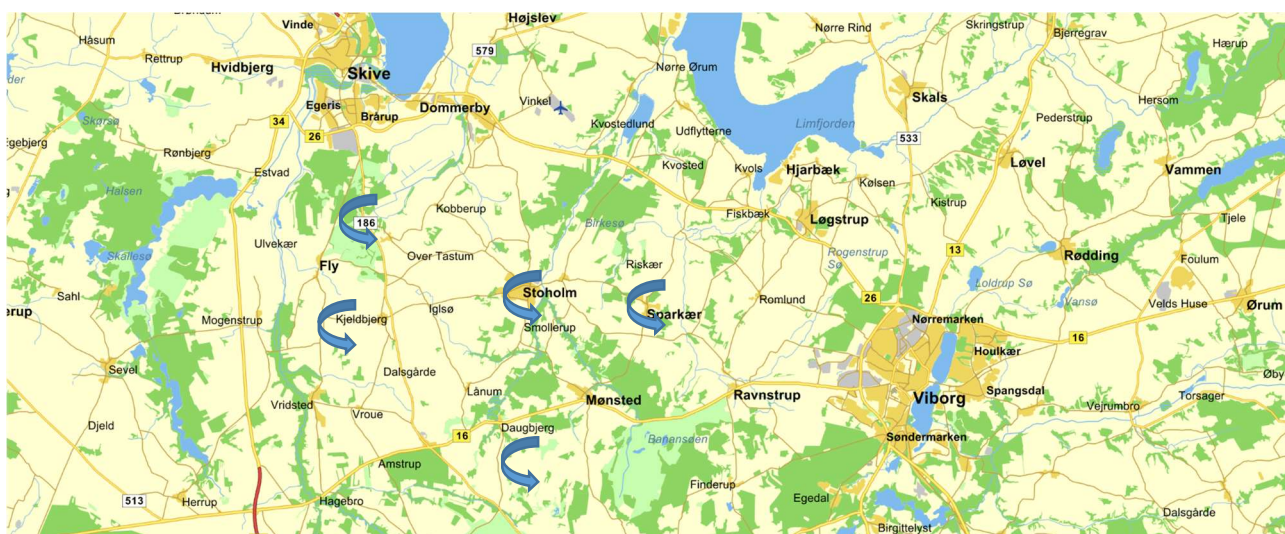 Vinde
Højslev
Nørre Rind
Skringstrup
Bjerregrav
Håsum
Rettrup
Hvidbjerg
579
Hærup
Skive
Nørre Ørum
Egeris
Brårup
Dommerby
Vinkel
Skals
Hersom
34
26
Kvostedlund
Udflytterne
Limfjorden
533
Pederstrup
Skørsø
Rønbjerg
Estvad
Kvosted
Kvols
Hjarbæk
Kølsen
Løvel
Vammen
Halsen
Kobberup
Fiskbæk
Løgstrup
Kistrup
186
Birkesø
Tjele
Ulvekær
Over Tastum
Rogenstrup
Sø
13
Rødding
Foulum
Skallesø
Fly
Riskær
Loldrup Sø
Sahl
Stoholm
Romlund
26
Vansø
Velds Huse
Ørum
Iglsø
Sparkær
Mogenstrup
Kjeldbjerg
Smollerup
Nørremarken
16
Houlkær
Sevel
Dalsgårde
Øby
Lånum
Mønsted
Ravnstrup
Spangsdal
Torsager
Vridsted
Vroue
Viborg
Vejrumbro
Djeld
16
Daugbjerg
Banansøen
Søndermarken
Amstrup
513
Herrup
Hagebro
Finderup
Egedal
Dalsgårde
Birgittelyst